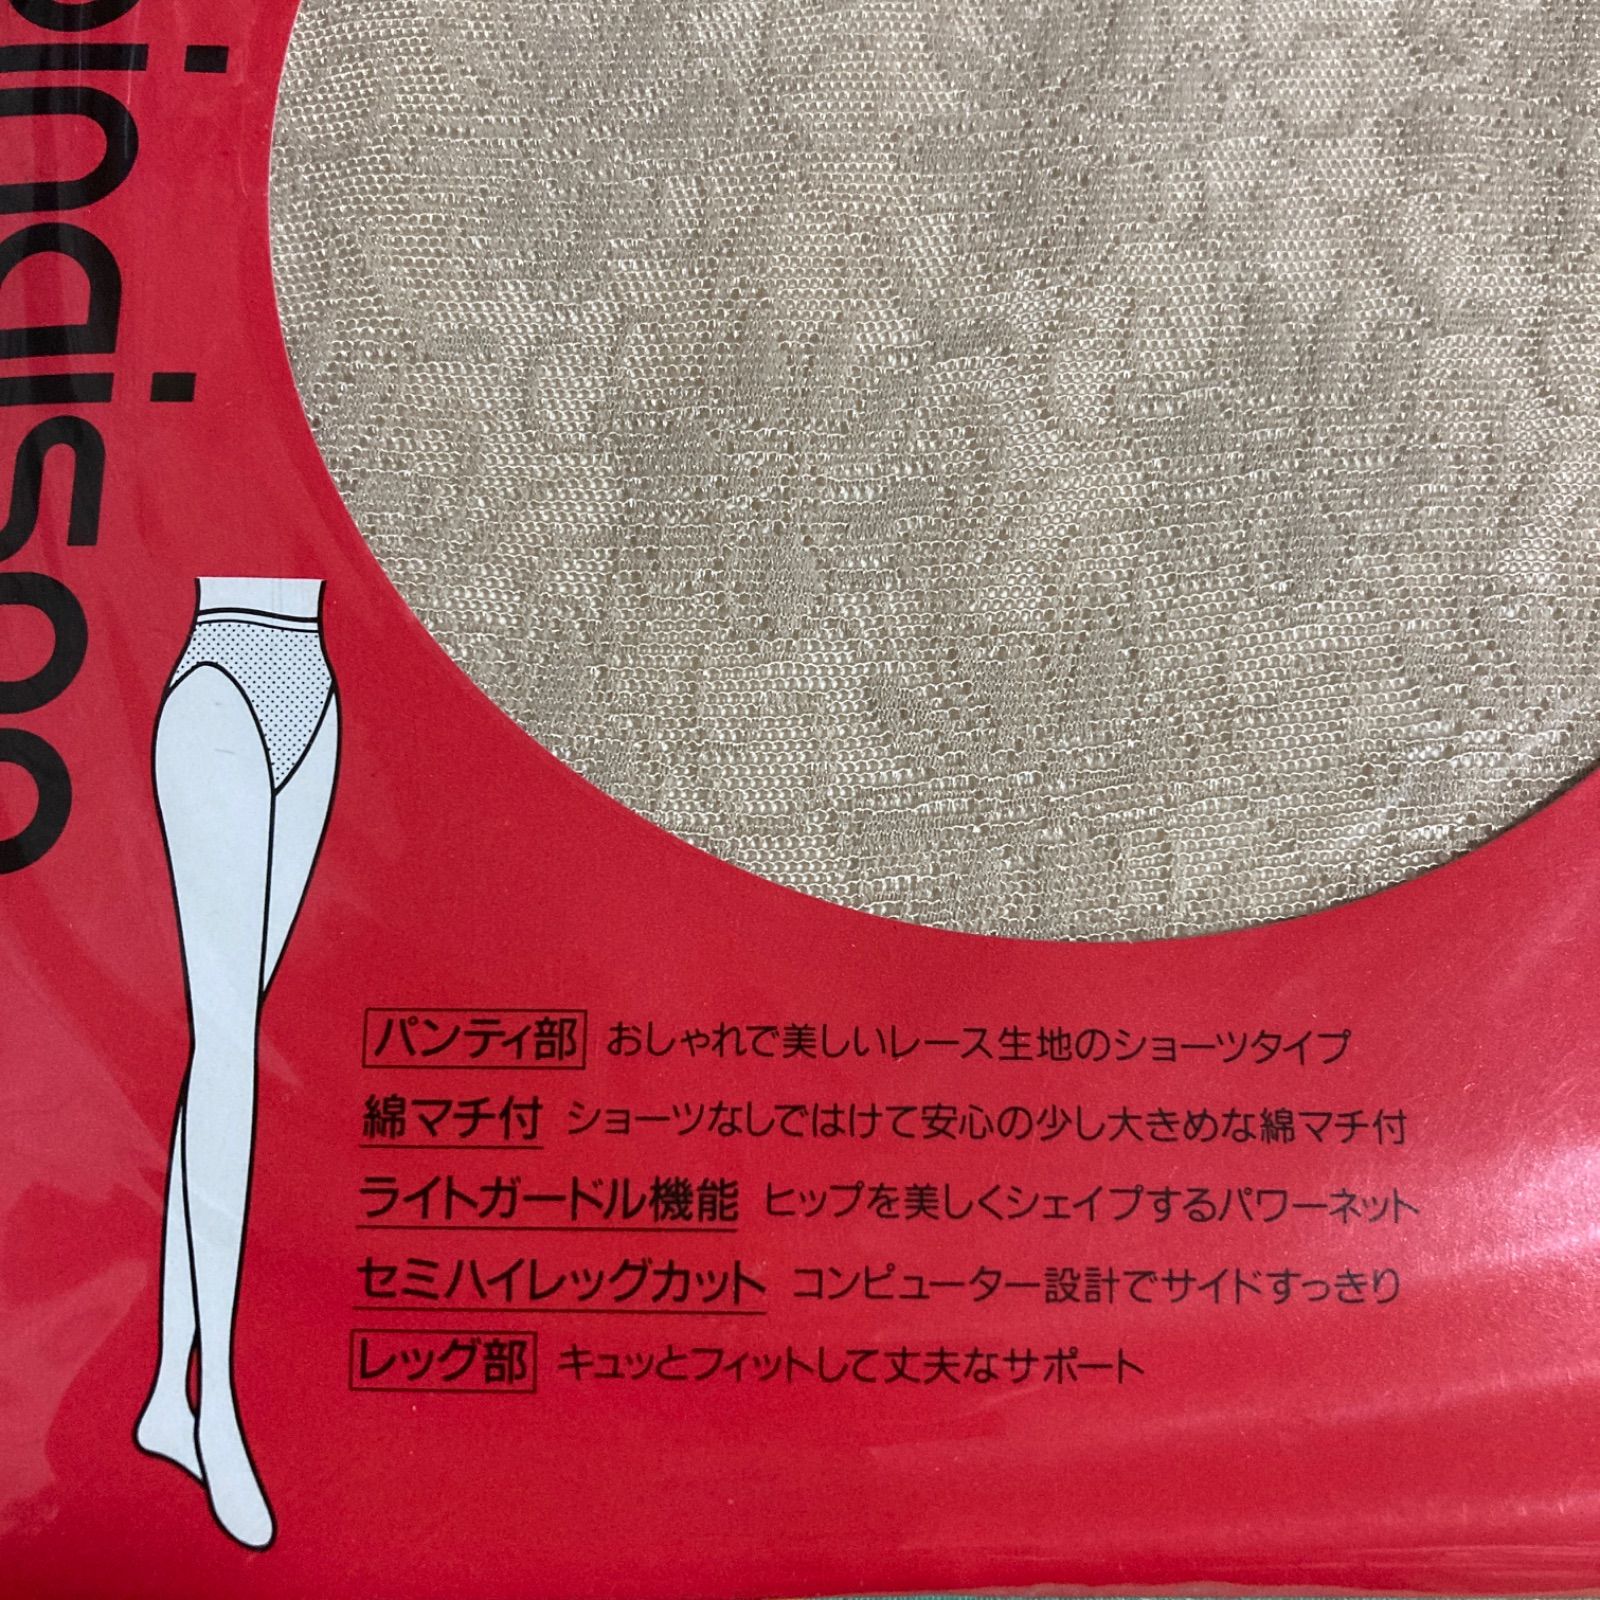 binaison
パンティ部 おしゃれで美しいレース生地のショーツタイプ
綿マチ付 ショーツなしではけて安心の少し大きめな綿マチ付
ライトガードル機能 ヒップを美しくシェイプするパワーネット
セミハイレッグカット コンピューター設計でサイドすっきり
レッグ部 キュッとフィットして丈夫なサポート